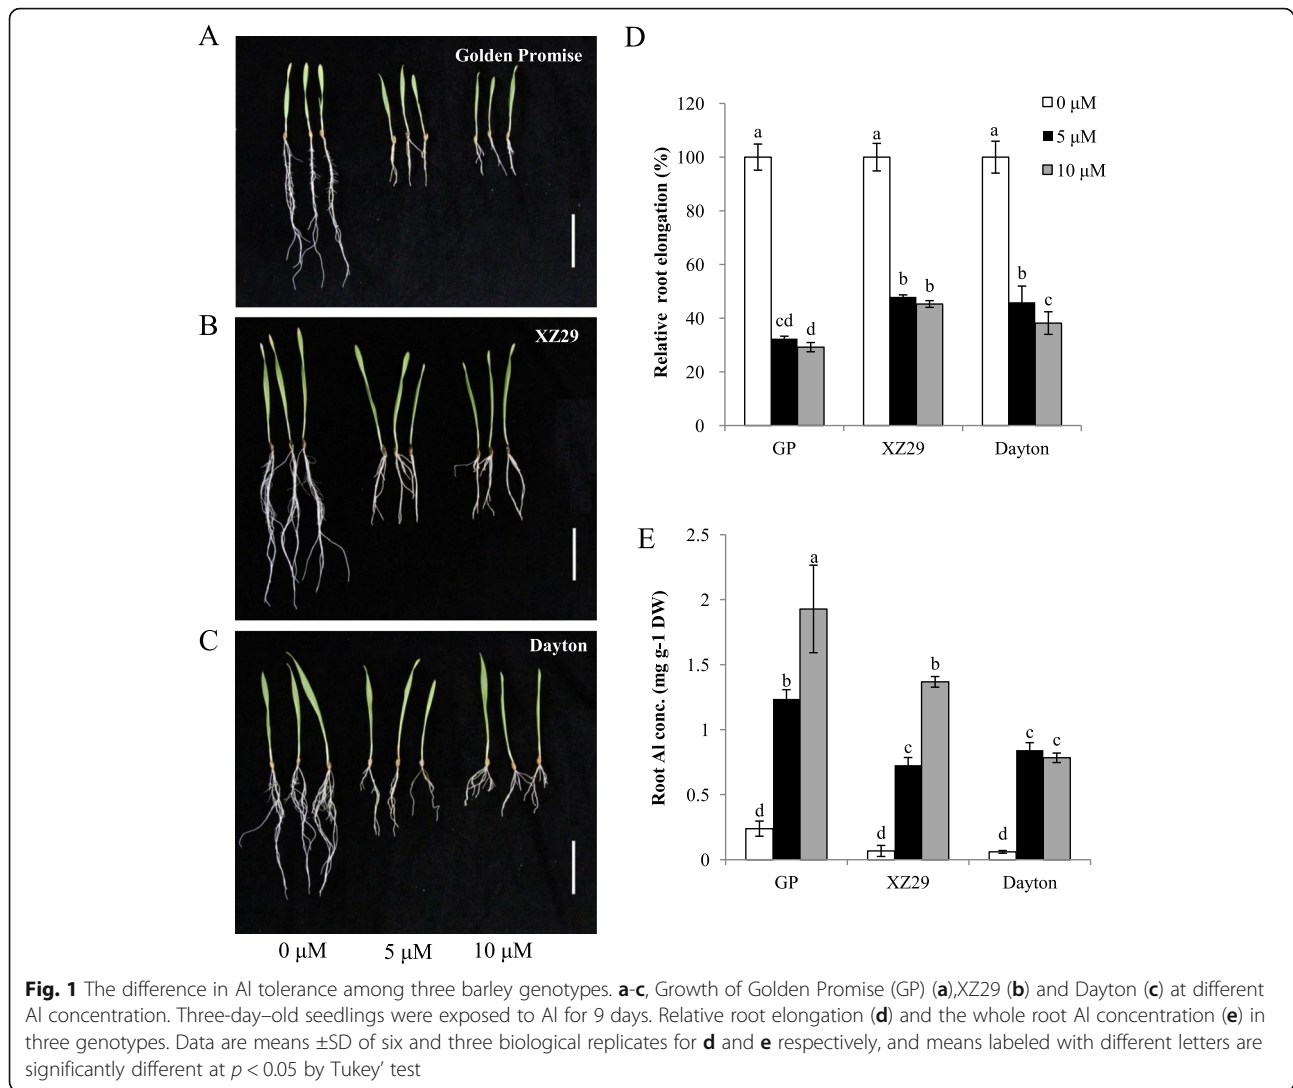 A
Golden Promise
B
XZ29
C
Dayton
0 μM
5 μM
10 μM
D
120
100
80
60
40
20
0
Relative root elongation (%)
0 μM
5 μM
10 μM
a
cd
d
a
b
b
a
b
c
GP
XZ29
Dayton
E
2.5
2
1.5
1
0.5
0
Root Al conc. (mg g-1 DW)
d
b
a
d
c
b
d
c
c
GP
XZ29
Dayton
Fig. 1 The difference in Al tolerance among three barley genotypes. a-c, Growth of Golden Promise (GP) (a),XZ29 (b) and Dayton (c) at different
Al concentration. Three-day–old seedlings were exposed to Al for 9 days. Relative root elongation (d) and the whole root Al concentration (e) in
three genotypes. Data are means ±SD of six and three biological replicates for d and e respectively, and means labeled with different letters are
significantly different at p < 0.05 by Tukey’ test